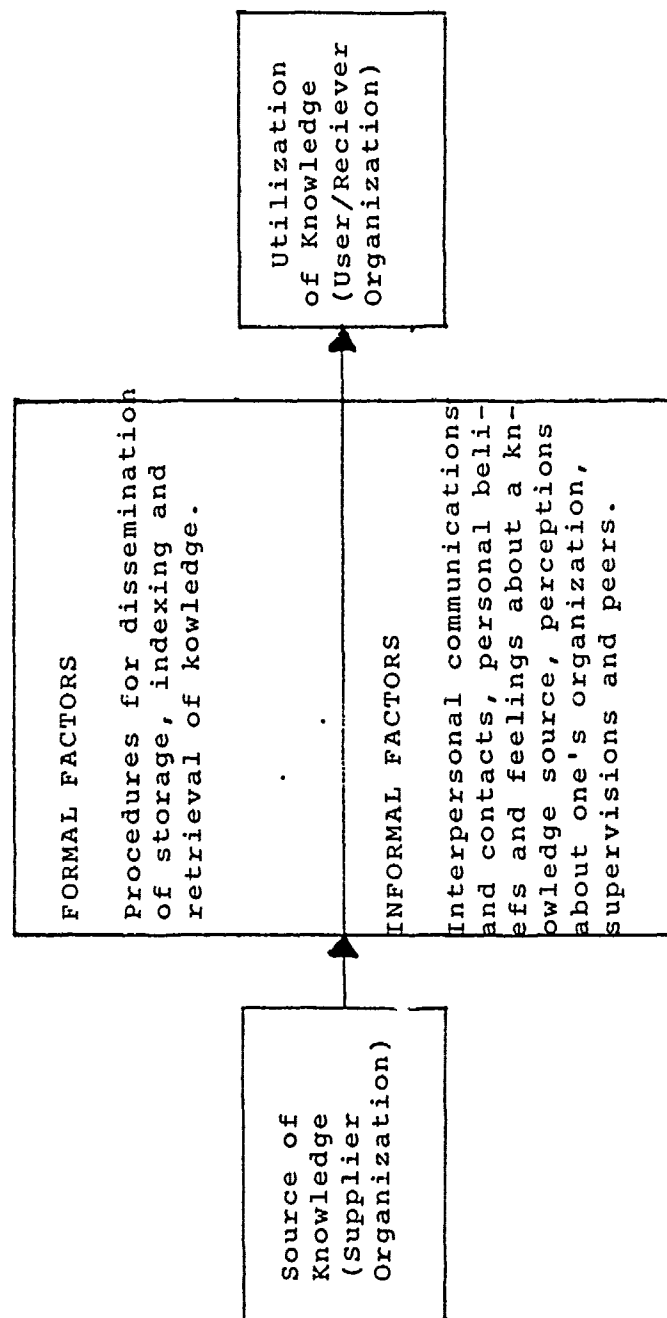 Source of
Knowledge
(Supplier
Organization)
FORMAL FACTORS
Procedures for dissemination
of storage, indexing and
retrieval of kowledge.
INFORMAL FACTORS
Interpersonal communications
and contacts, personal beli-
efs and feelings about a kn-
owledge source, perceptions
about one's organization,
supervisions and peers.
Utilization
of Knowledge
(User/Reciever
Organization)